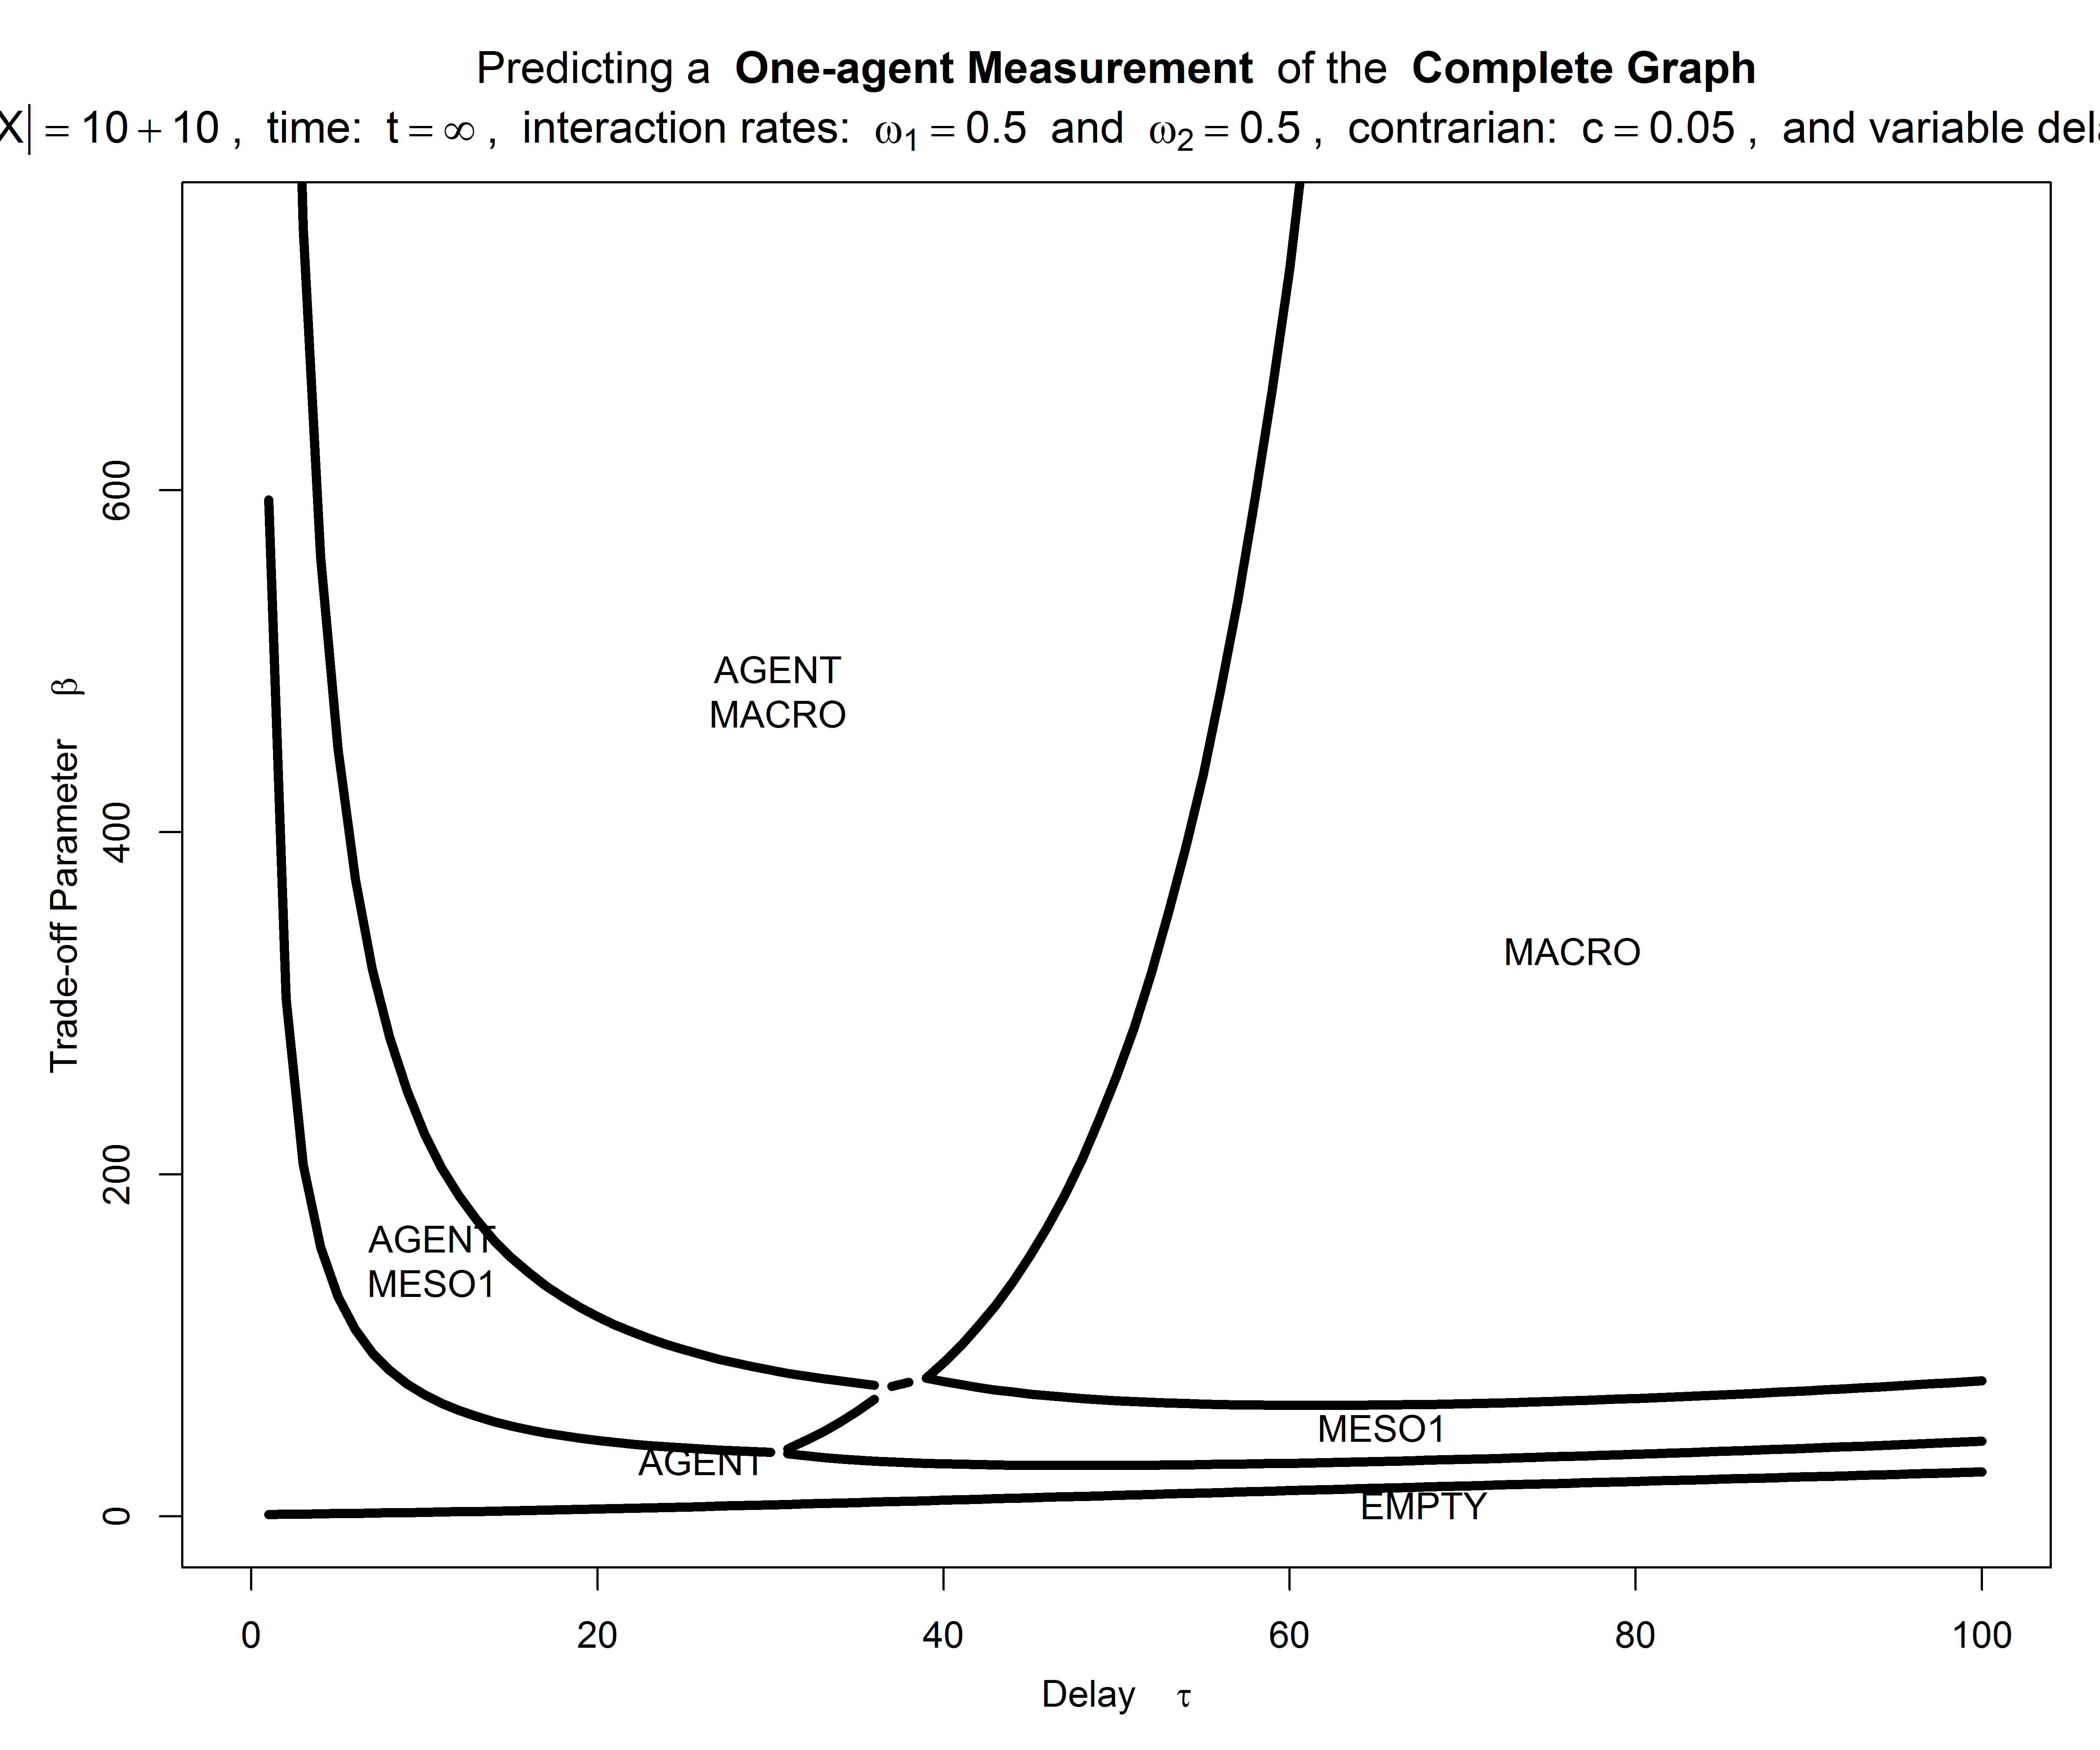 Predicting a One-agent Measurement of the Complete Graph
X| = 10 + 10 , time: t = ∞ , interaction rates: ω1 = 0.5 and ω2 = 0.5 , contrarian: c = 0.05 , and variable
Trade-off Parameter β
600
400
200
0
AGENT
MACRO
MACRO
AGENT
MESO1
MESO1
AGENT
EMPTY
0 20 40 60 80 100
Delay τ